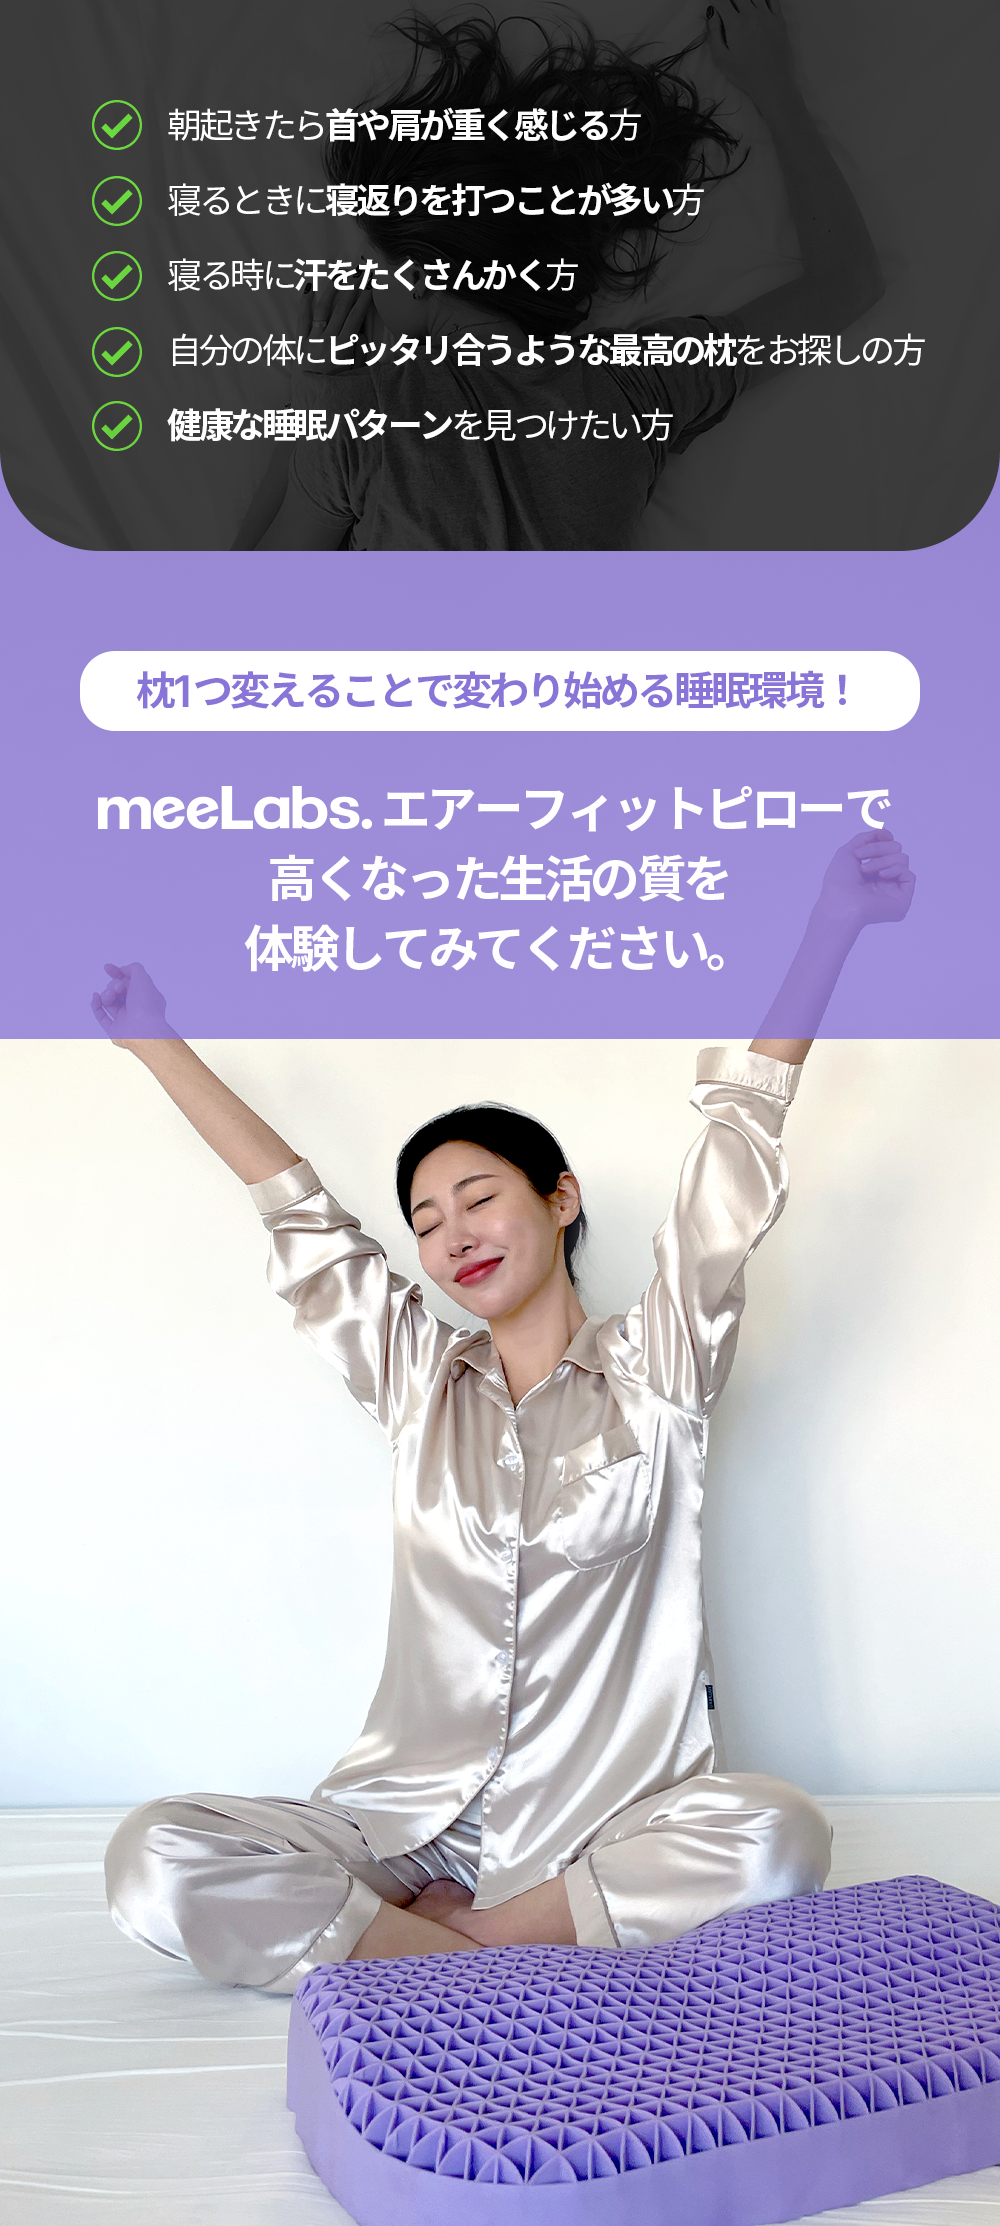 朝起きたら首や肩が重く感じる方
寝るときに寝返りを打つことが多い方
寝る時に汗をたくさんかく方
自分の体にピッタリ合うような最高の枕をお探しの方
健康な睡眠パターンを見つけたい方
枕1つ変えることで変わり始める睡眠環境！
meeLabs. エアーフィットピローで
高くなった生活の質を
体験してみてください。